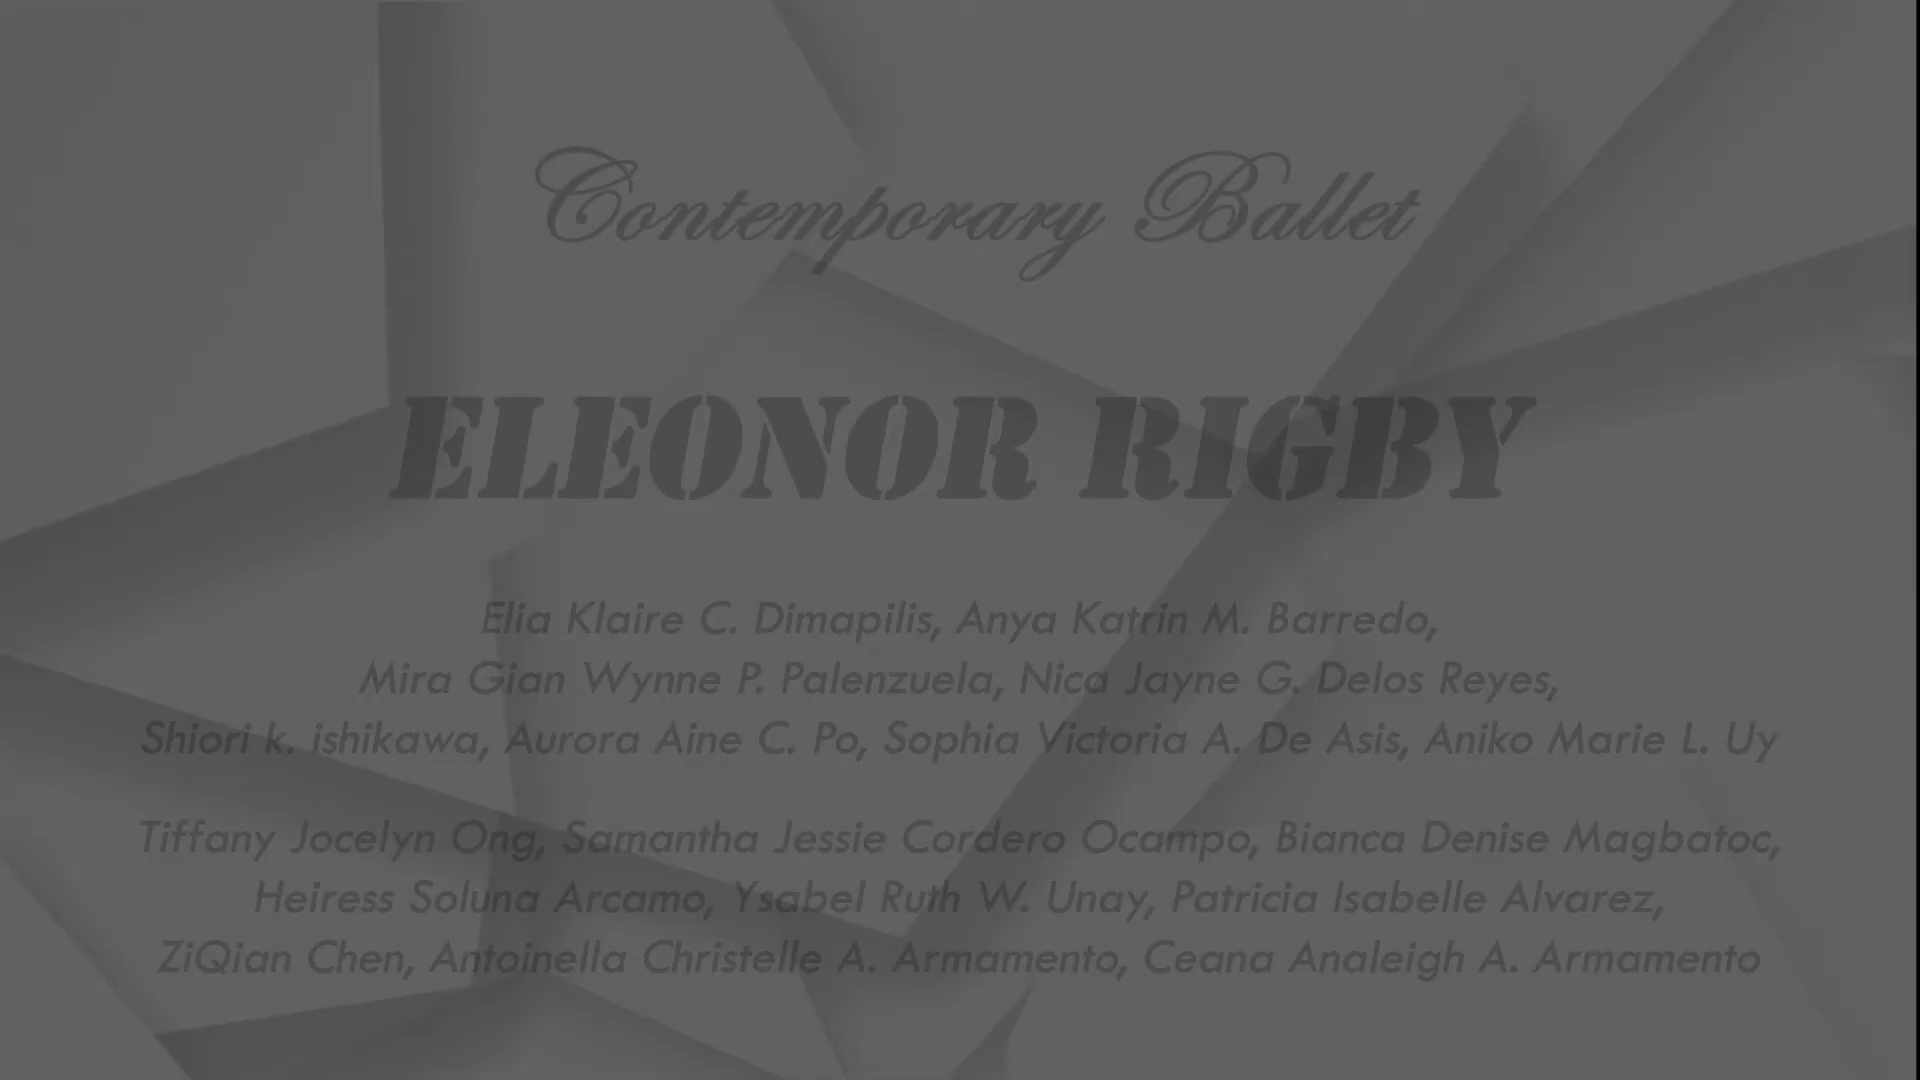 Contemporary Ballet
ELEONOR RIGBY
Elia Klaire C. Dimapilis, Anya Katrin M. Barredo,
Mira Gian Wynne P. Palenzuela, Nica Jayne G. Delos Reyes,
Shiori k. ishikawa, Aurora Aine C. Po, Sophia Victoria A. De Asis, Aniko Marie L. Uy
Tiffany Jocelyn Ong, Samantha Jessie Cordero Ocampo, Bianca Denise Magbatoc,
Heiress Soluna Arcamo, Ysabel Ruth W. Unay, Patricia Isabelle Alvarez,
ZiQian Chen, Antoinella Christelle A. Armamento, Ceana Analeigh A. Armamento